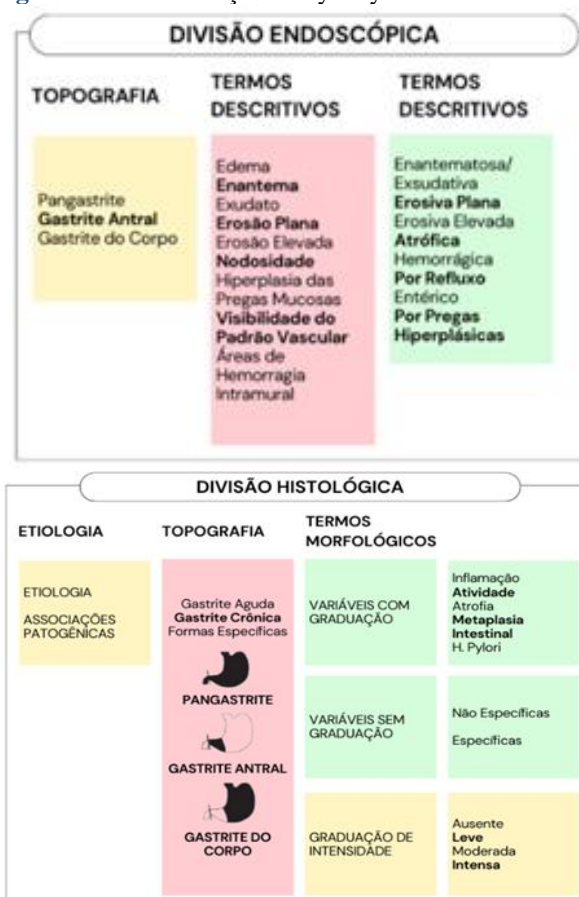 DIVISÃO ENDOSCÓPICA
TOPOGRAFIA
Pangastrite
Gastrite Antral
Gastrite do Corpo
TERMOS
DESCRITIVOS
Edema
Enantema
Exudato
Erosão Plana
Erosão Elevada
Nodosidade
Hiperplasia das
Pregas Mucosas
Visibilidade do
Padrão Vascular
Áreas de
Hemorragia
Intramural
TERMOS
DESCRITIVOS
Enantematosa/
Exsudativa
Erosiva Plana
Erosiva Elevada
Atrófica
Hemorrágica
Por Refluxo
Entérico
Por Pregas
Hiperplásicas
DIVISÃO HISTOLÓGICA
ETIOLOGIA
ETIOLOGIA
ASSOCIAÇÕES
PATOGÊNICAS
TOPOGRAFIA
Gastrite Aguda
Gastrite Crônica
Formas Específicas
PANGASTRITE
GASTRITE ANTRAL
GASTRITE DO
CORPO
TERMOS
MORFOLÓGICOS
VARIÁVEIS COM
GRADUAÇÃO
Inflamação
Atividade
Atrofia
Metaplasia
Intestinal
H. Pylori
VARIÁVEIS SEM
GRADUAÇÃO
Não Específicas
Específicas
GRADUAÇÃO DE
INTENSIDADE
Ausente
Leve
Moderada
Intensa